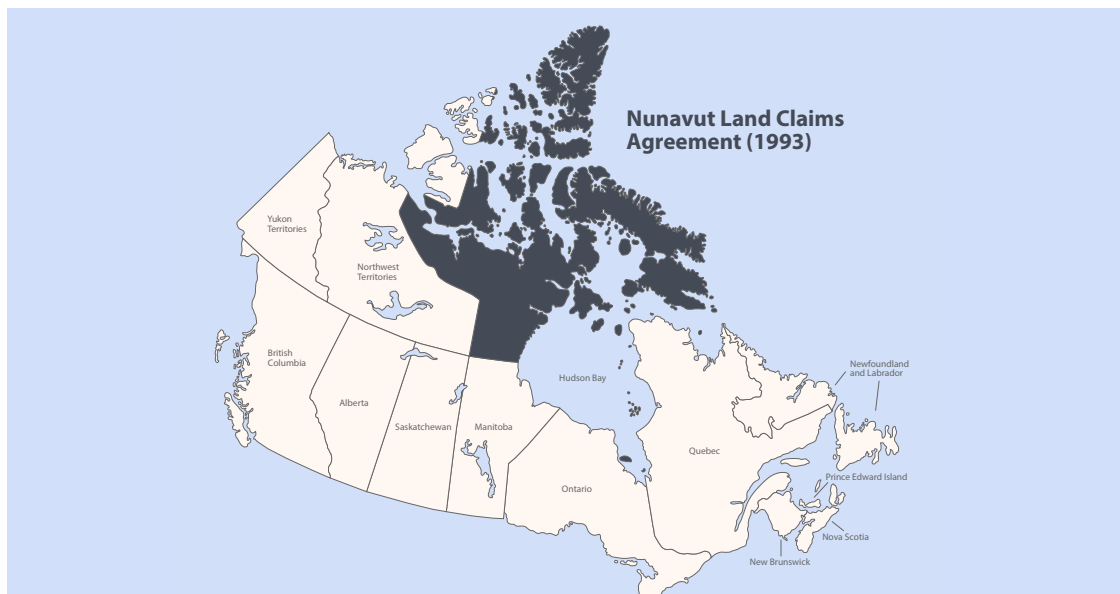 Nunavut Land Claims
Agreement (1993)
Yukon
Territories
Northwest
Territories
British
Columbia
Alberta
Saskatchewan
Manitoba
Hudson Bay
Ontario
Quebec
Newfoundland
and Labrador
Prince Edward Island
Nova Scotia
New Brunswick